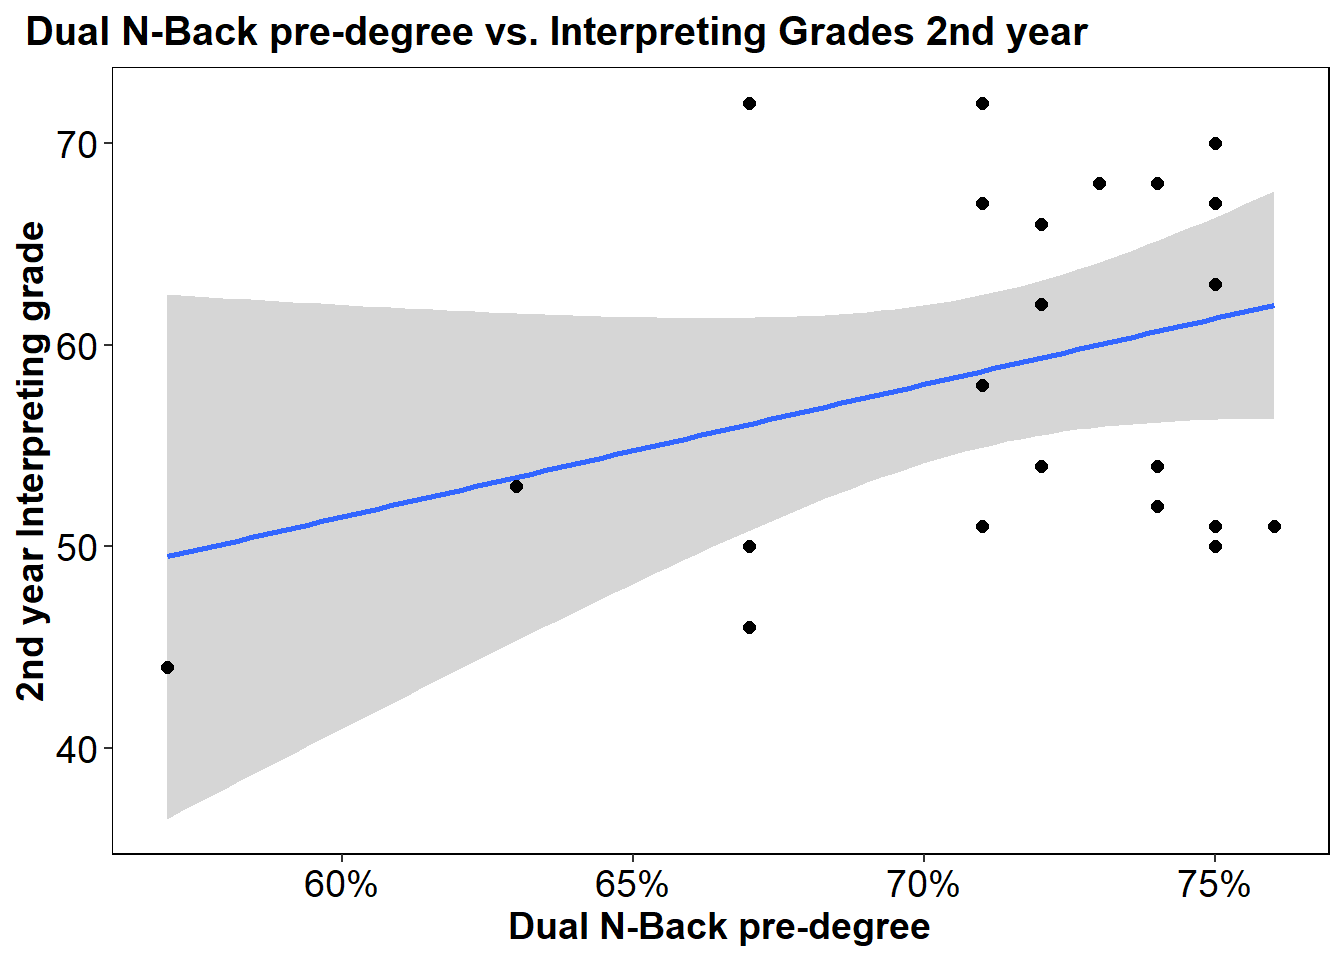 Dual N-Back pre-degree vs. Interpreting Grades 2nd year
2nd year Interpreting grade
70
60
50
40
60%
65%
70%
75%
Dual N-Back pre-degree